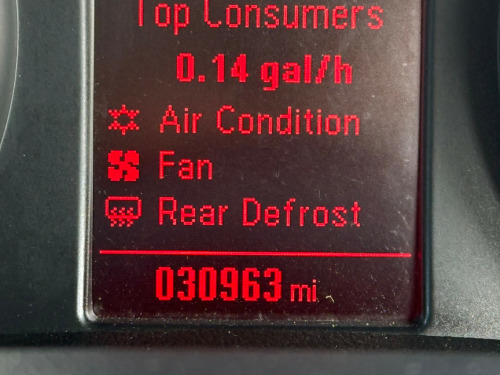 Top Consumers
0.14 gal/h
Air Condition
Fan
Rear Defrost
030963 mi